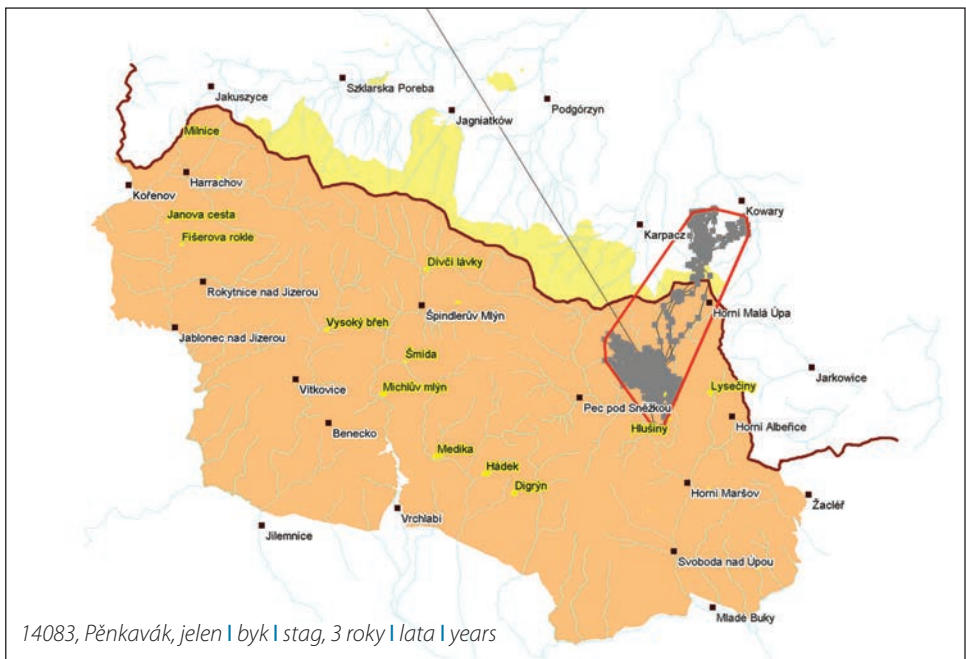 Szklarska Poreba
Jakuszyce
Podgórzyn
Jagniatków
Milnice
Harrachov
Kořenov
Kowary
Janova cesta
Karpacz
Fišerova rokle
Dívčí lávky
Rokytnice nad Jizerou
Špindlerův Mlýn
Horní Malá Úpa
Vysoký břeh
Jablonec nad Jizerou
Šmída
Jarkowice
Vítkovice
Michlův mlýn
Lysečiny
Pec pod Sněžkou
Benecko
Hlušiny
Horní Albeřice
Medika
Hádek
Digrýn
Horní Maršov
Žacléř
Vrchlabí
Jilemnice
Svoboda nad Úpou
Mladé Buky
14083, Pěnkavák, jelen | byk | stag, 3 roky | lata | years